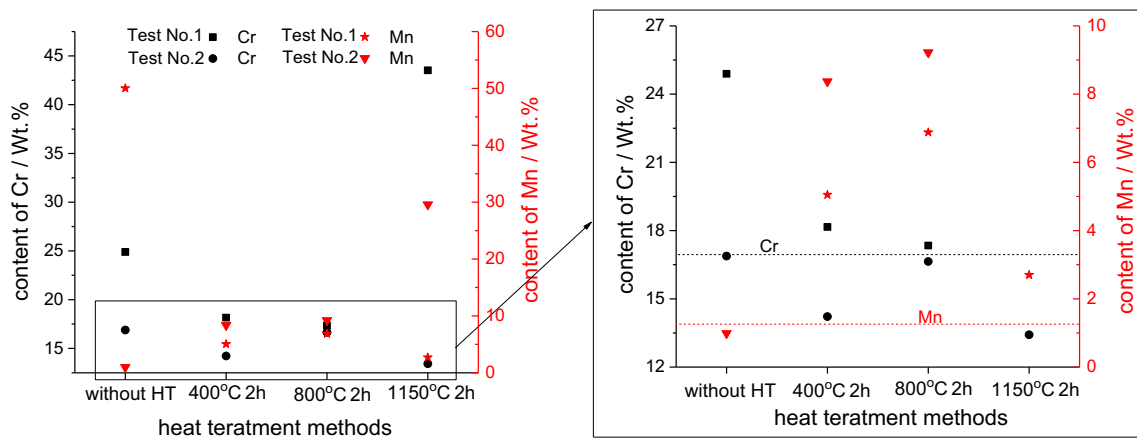 Test No.1 Cr Test No.1 Mn
Test No.2 Cr Test No.2 Mn
content of Cr / Wt.%
45
40
35
30
25
20
15
60
50
40
30
20
10
0
content of Mn / Wt.%
without HT 400°C 2h 800°C 2h 1150°C 2h
heat teratment methods
content of Cr / Wt.%
27
24
21
18
15
12
Cr
Mn
10
8
6
4
2
0
content of Mn / Wt.%
without HT 400°C 2h 800°C 2h 1150°C 2h
heat teratment methods